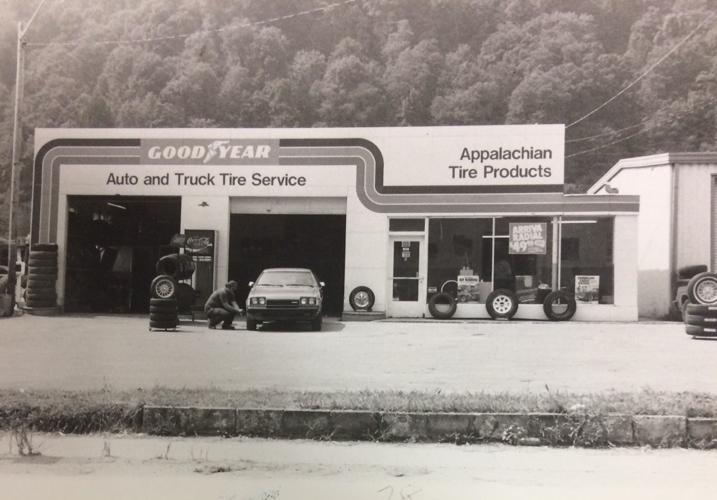 GOODYEAR
Auto and Truck Tire Service
Appalachian
Tire Products
ARRIVA
RADIAL